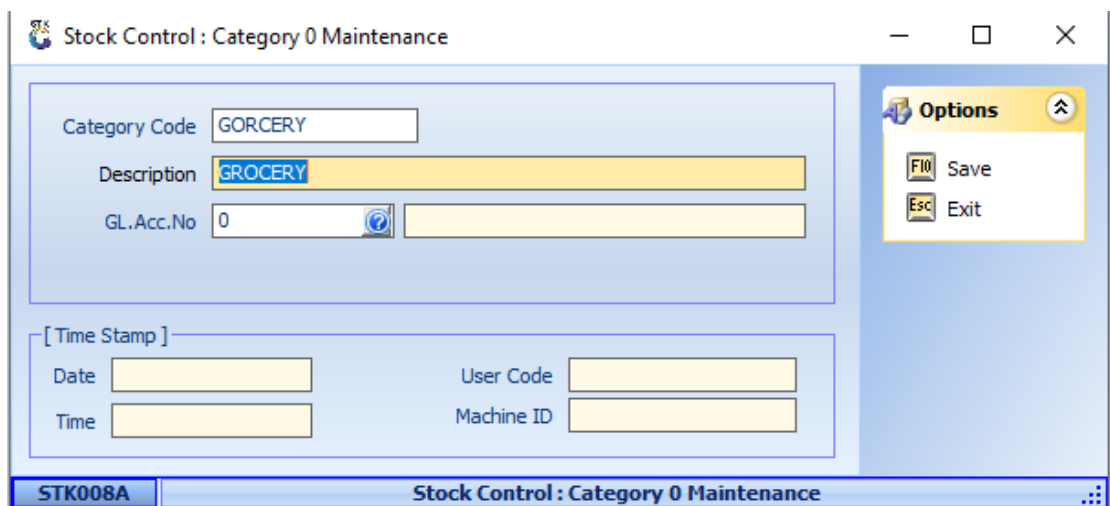 STK
Stock Control : Category 0 Maintenance
Category Code GORCERY
Description GROCERY
GL.Acc.No 0
Options
F10 Save
Esc Exit
[ Time Stamp ]
Date
User Code
Time
Machine ID
STK008A Stock Control : Category 0 Maintenance